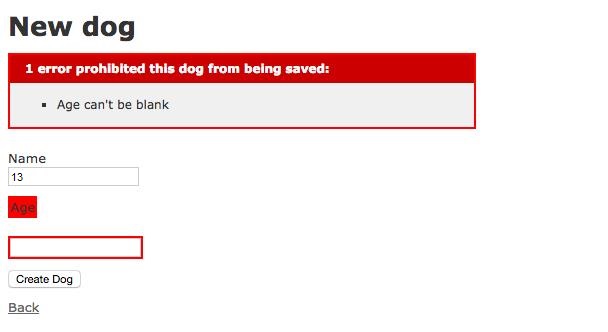 New dog
1 error prohibited this dog from being saved:
Age can't be blank
Name
13
Age
Create Dog
Back